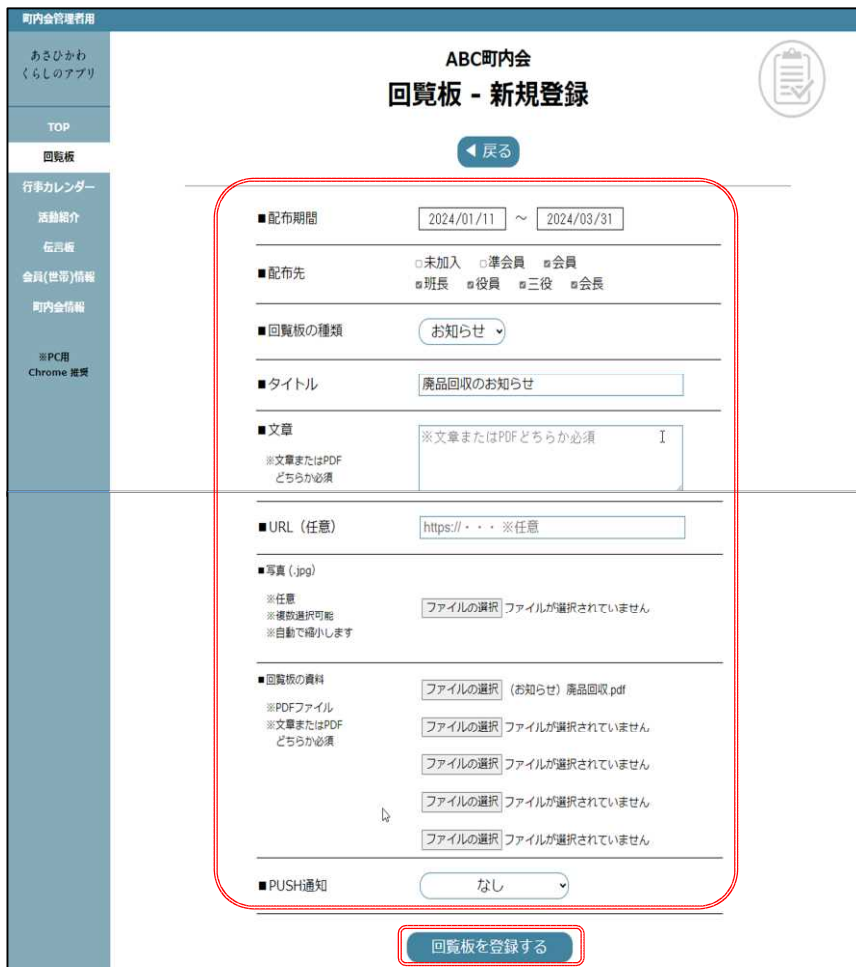 町内会管理者用
あさひかわ
くらしのアプリ
TOP
回覧板
行事カレンダー
活動紹介
伝言板
会員(世帯)情報
町内会情報
※PC用
Chrome 推奨
ABC町内会
回覧板 - 新規登録
◀ 戻る
■配布期間 2024/01/11 ～ 2024/03/31
■配布先
□未加入 □準会員 ☑会員
☑班長 ☑役員 ☑三役 ☑会長
■回覧板の種類 お知らせ
■タイトル 廃品回収のお知らせ
■文章 ※文章またはPDFどちらか必須
※文章またはPDF
どちらか必須
■URL（任意） https://・・・ ※任意
■写真 (.jpg)
※任意
※複数選択可能
※自動で縮小します
ファイルの選択 ファイルが選択されていません
■回覧板の資料
※PDFファイル
※文章またはPDF
どちらか必須
ファイルの選択 （お知らせ）廃品回収.pdf
ファイルの選択 ファイルが選択されていません
ファイルの選択 ファイルが選択されていません
ファイルの選択 ファイルが選択されていません
ファイルの選択 ファイルが選択されていません
■PUSH通知 なし
回覧板を登録する